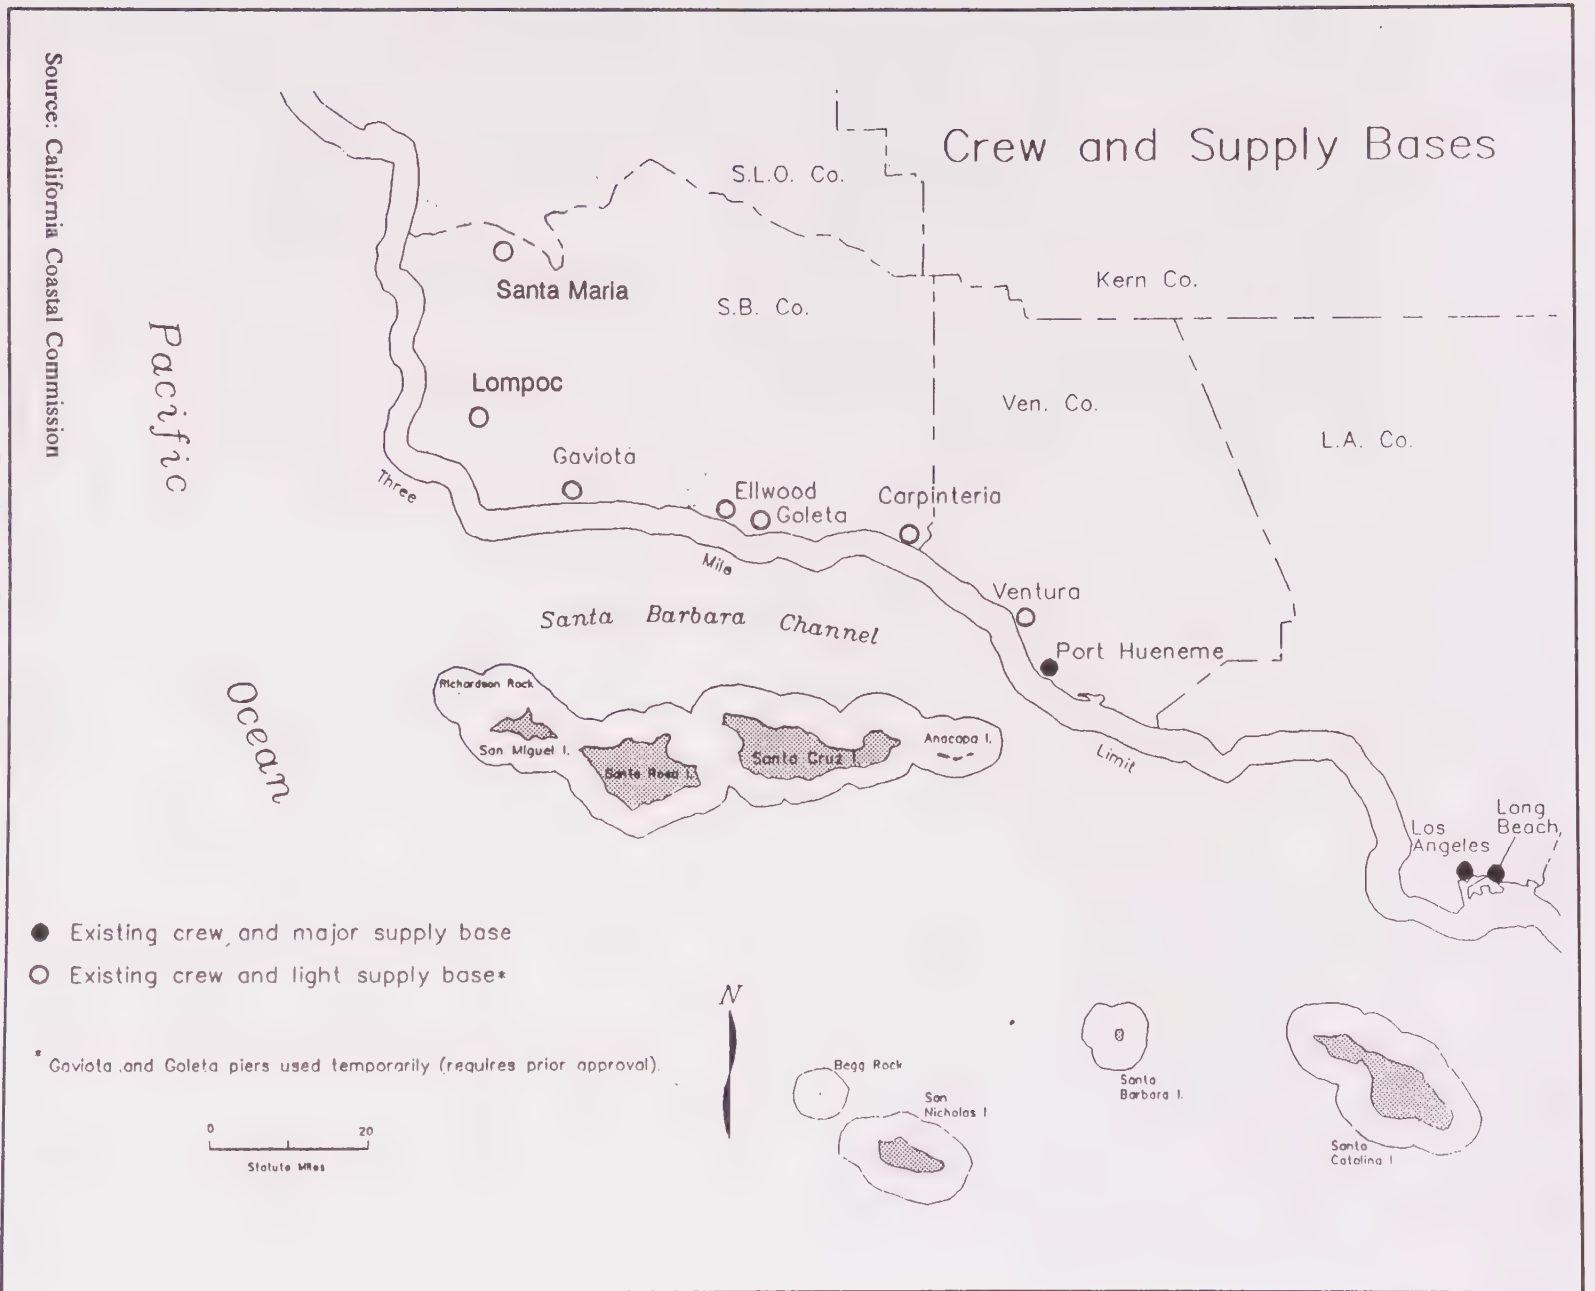 Source: California Coastal Commission
Crew and Supply Bases
S.L.O. Co.
Kern Co.
Santa Maria
S.B. Co.
Pacific
Lompoc
Ven. Co.
L.A. Co.
Gaviota
Three
Ellwood
Carpinteria
Goleta
Mile
Ventura
Santa Barbara Channel
Port Hueneme
Ocean
Richardson Rock
San Miguel I.
Santa Rosa I.
Santa Cruz I.
Anacapa I.
Limit
Long
Beach
Los
Angeles
Existing crew and major supply base
Existing crew and light supply base*
N
* Gaviota and Goleta piers used temporarily (requires prior approval).
0 20
Statute Miles
Begg Rock
San
Nicholas I
Santa
Barbara I.
Santa
Catalina I